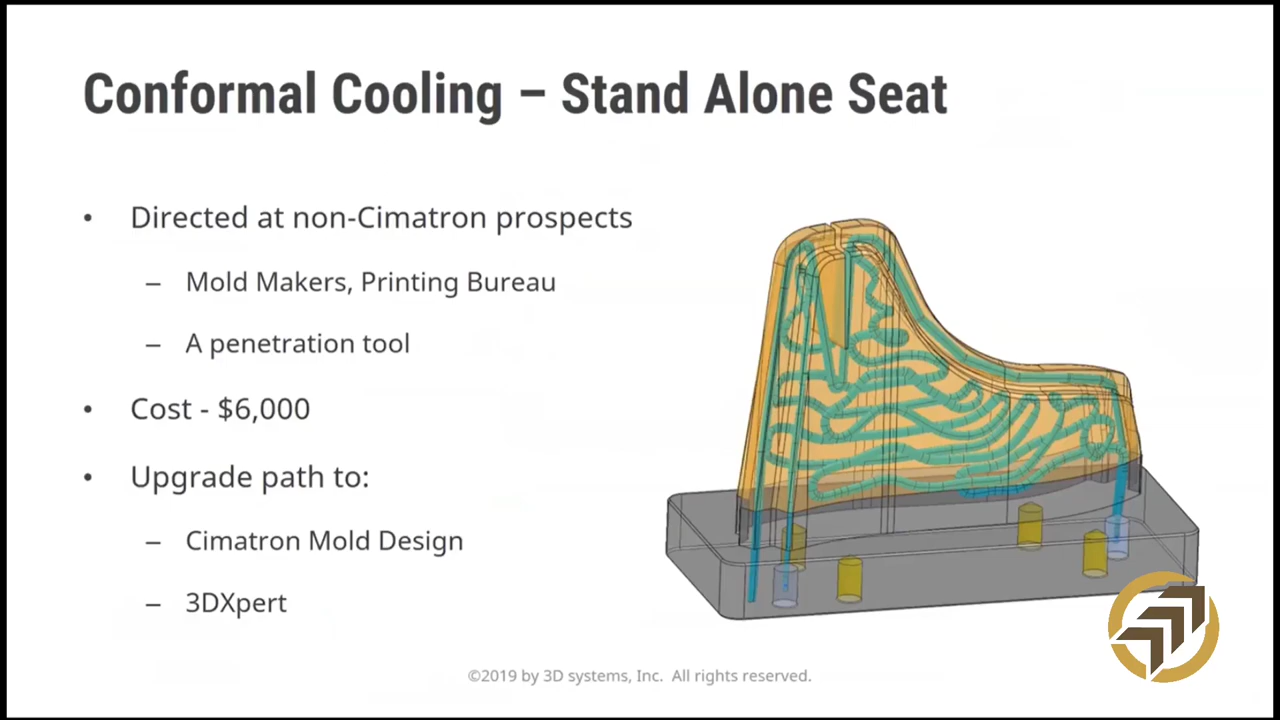 Conformal Cooling – Stand Alone Seat
• Directed at non-Cimatron prospects
– Mold Makers, Printing Bureau
– A penetration tool
• Cost - $6,000
• Upgrade path to:
– Cimatron Mold Design
– 3DXpert
©2019 by 3D systems, Inc. All rights reserved.